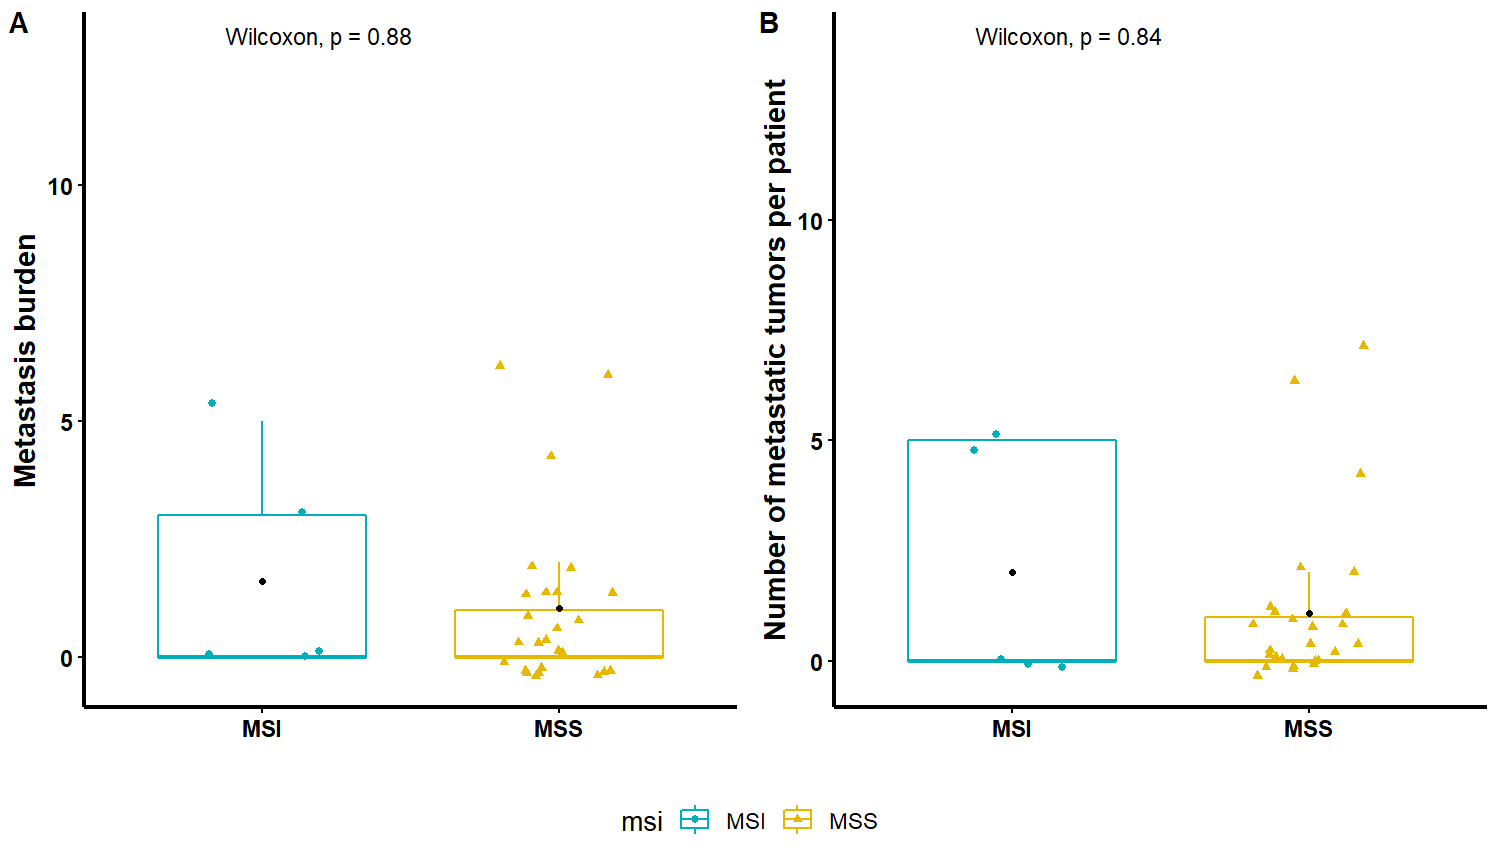 A
Wilcoxon, p = 0.88
Metastasis burden
10
5
0
MSI
MSS
B
Wilcoxon, p = 0.84
Number of metastatic tumors per patient
10
5
0
MSI
MSS
msi
MSI
MSS